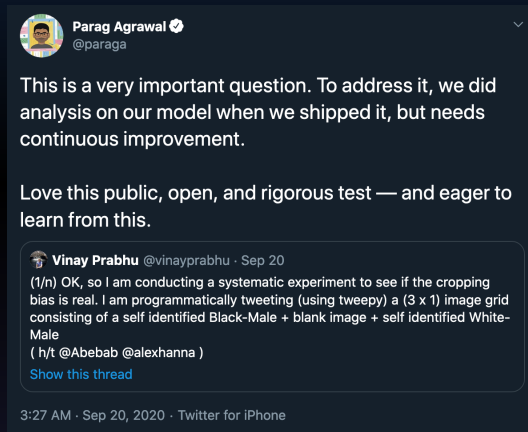 Parag Agrawal
@paraga
This is a very important question. To address it, we did
analysis on our model when we shipped it, but needs
continuous improvement.
Love this public, open, and rigorous test — and eager to
learn from this.
Vinay Prabhu @vinayprabhu · Sep 20
(1/n) OK, so I am conducting a systematic experiment to see if the cropping
bias is real. I am programmatically tweeting (using tweepy) a (3 x 1) image grid
consisting of a self identified Black-Male + blank image + self identified White-
Male
( h/t @Abebab @alexhanna )
Show this thread
3:27 AM · Sep 20, 2020 · Twitter for iPhone